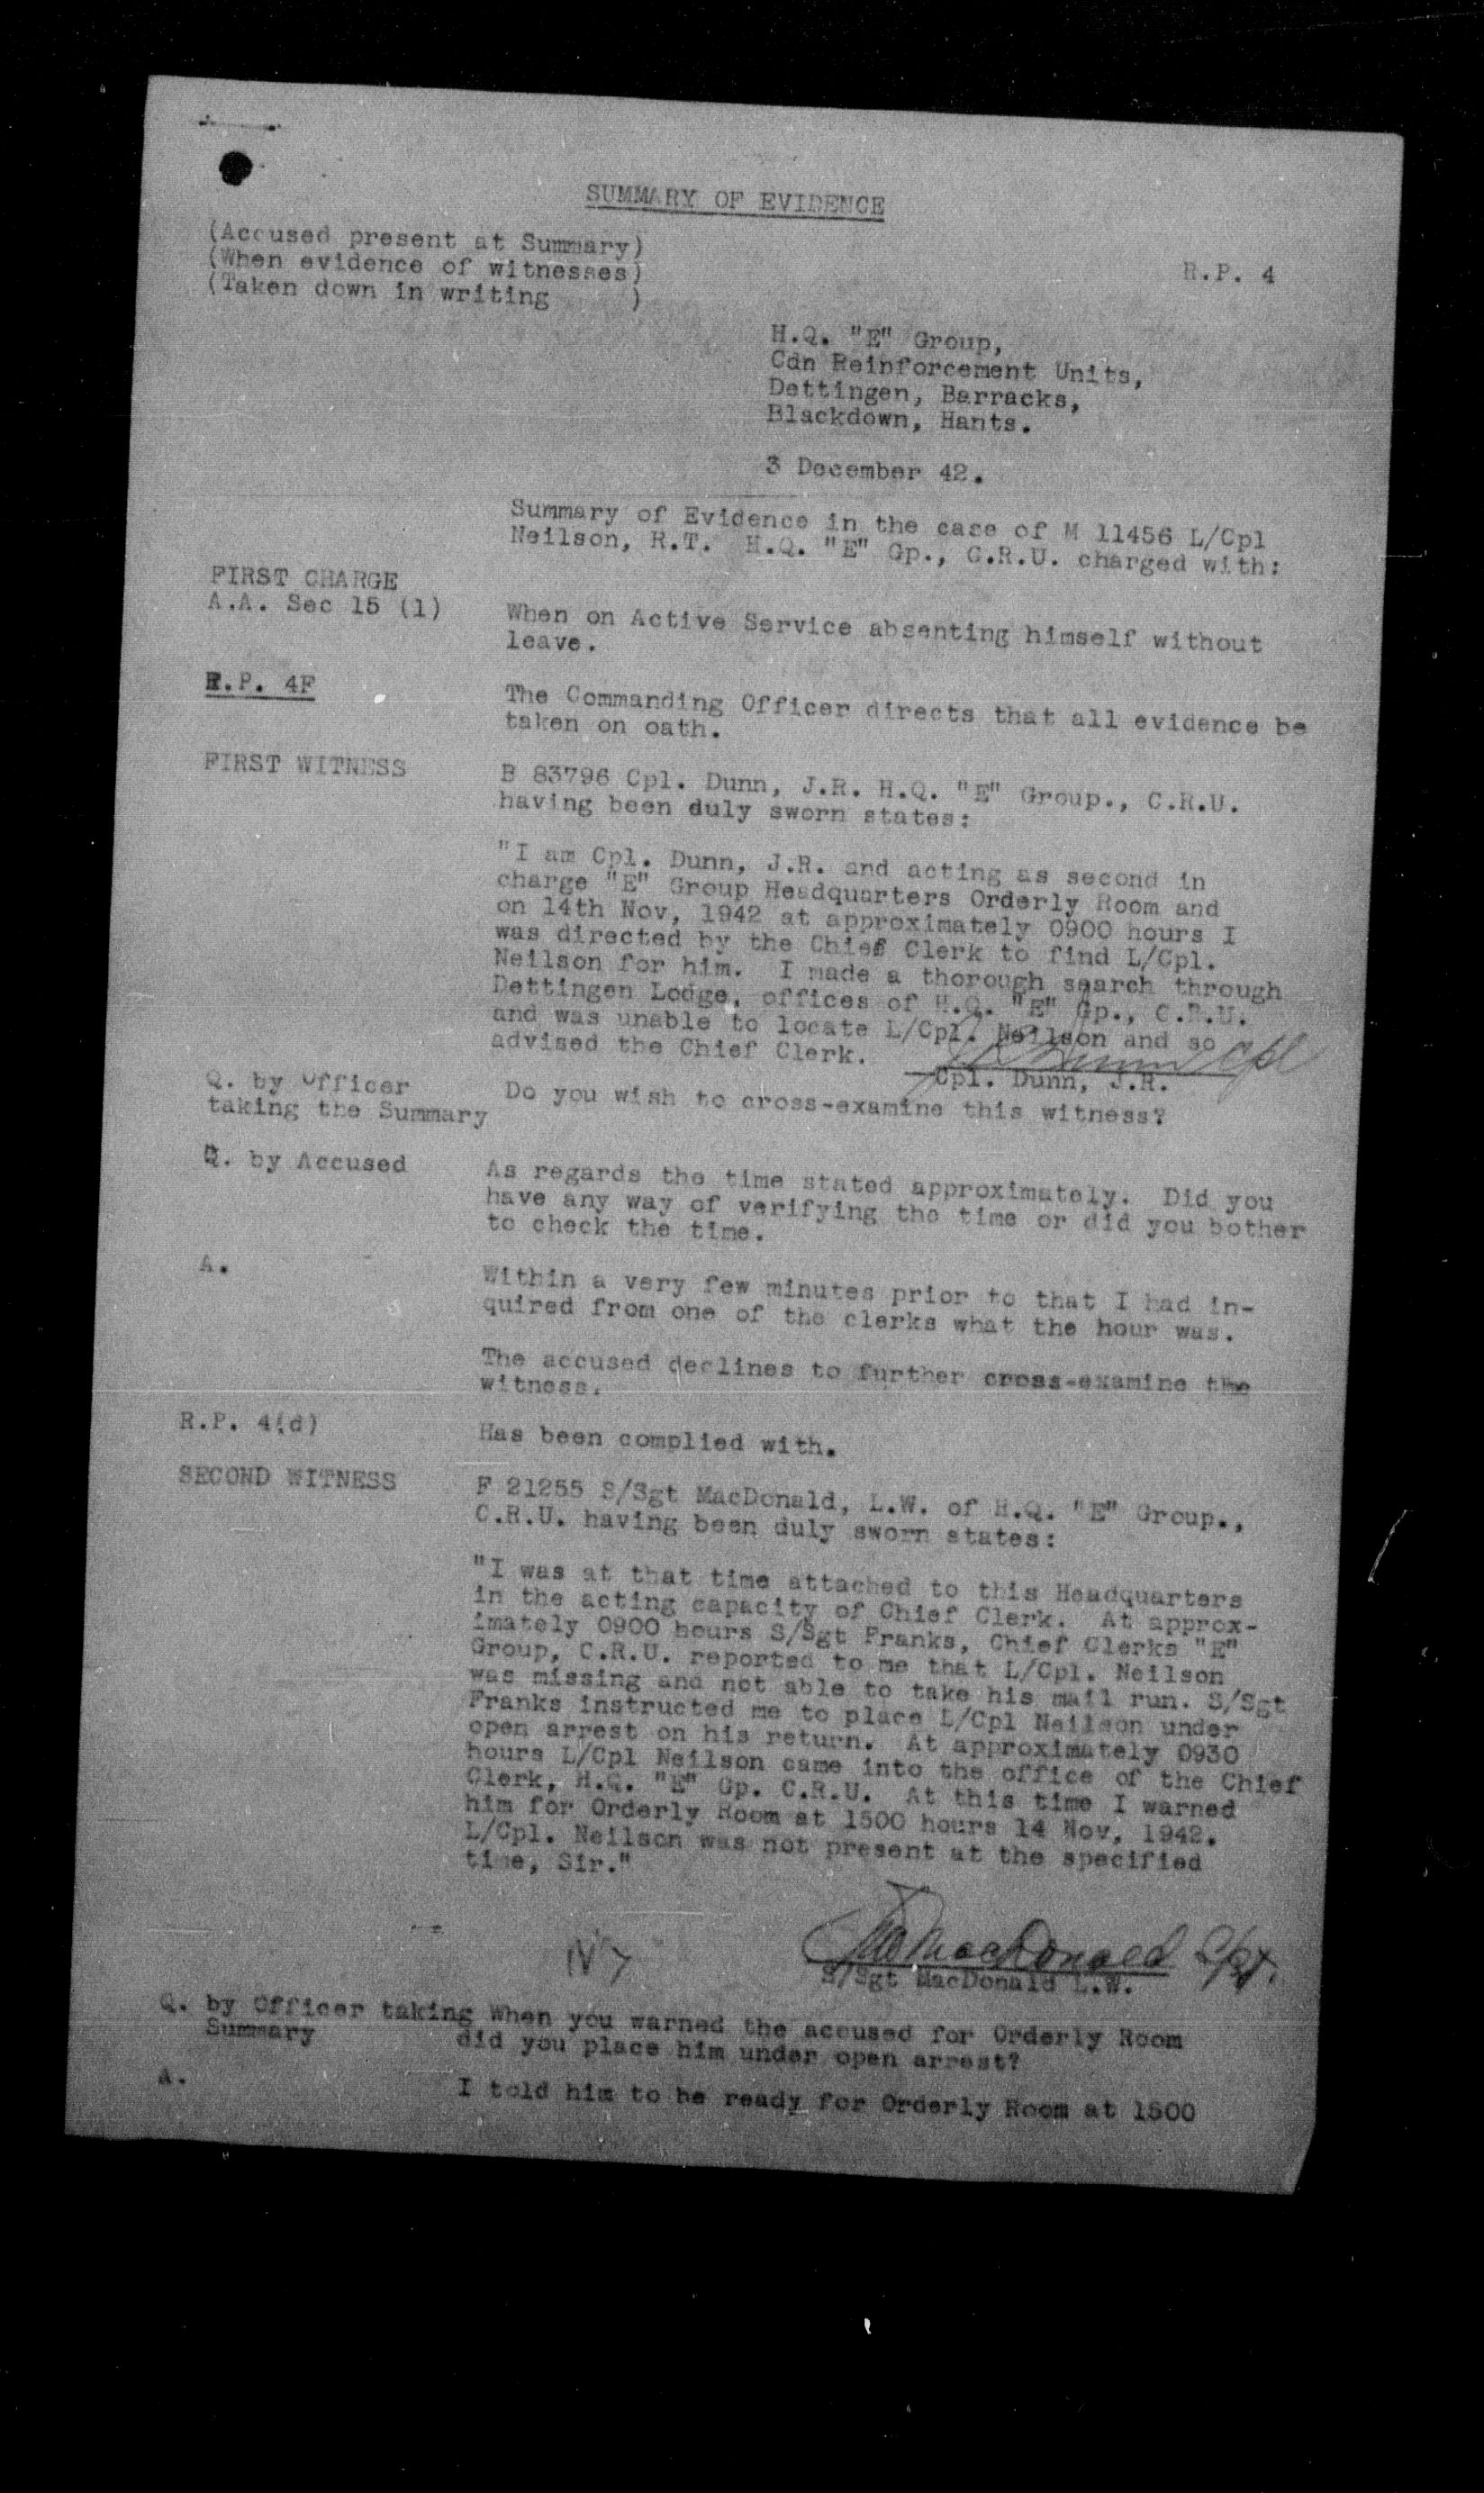 SUMMARY OF EVIDENCE
(Accused present at Summary)
(When evidence of witnesses)
(Taken down in writing )
R.P. 4
H.Q. "E" Group,
Cdn Reinforcement Units,
Dettingen, Barracks,
Blackdown, Hants.
3 December 42.
Summary of Evidence in the case of M 11456 L/Cpl
Neilson, R.T. H.Q. "E" Gp., C.R.U. charged with:
FIRST CHARGE
A.A. Sec 15 (1)
When on Active Service absenting himself without
leave.
R.P. 4F
The Commanding Officer directs that all evidence be
taken on oath.
FIRST WITNESS
B 83796 Cpl. Dunn, J.R. H.Q. "E" Group., C.R.U.
having been duly sworn states:
"I am Cpl. Dunn, J.R. and acting as second in
charge "E" Group Headquarters Orderly Room and
on 14th Nov, 1942 at approximately 0900 hours I
was directed by the Chief Clerk to find L/Cpl.
Neilson for him. I made a thorough search through
Dettingen Lodge, offices of H.Q. "E" Gp., C.R.U.
and was unable to locate L/Cpl. Neilson and so
advised the Chief Clerk.
Dunn Cpl
Cpl. Dunn, J.R.
Q. by Officer
taking the Summary
Do you wish to cross-examine this witness?
Q. by Accused
As regards the time stated approximately. Did you
have any way of verifying the time or did you bother
to check the time.
A.
Within a very few minutes prior to that I had in-
quired from one of the clerks what the hour was.
The accused declines to further cross-examine the
witness.
R.P. 4(d)
Has been complied with.
SECOND WITNESS
F 21255 S/Sgt MacDonald, L.W. of H.Q. "E" Group.,
C.R.U. having been duly sworn states:
"I was at that time attached to this Headquarters
in the acting capacity of Chief Clerk. At approx-
imately 0900 hours S/Sgt Franks, Chief Clerks "E"
Group, C.R.U. reported to me that L/Cpl. Neilson
was missing and not able to take his mail run. S/Sgt
Franks instructed me to place L/Cpl Neilson under
open arrest on his return. At approximately 0930
hours L/Cpl Neilson came into the office of the Chief
Clerk, H.Q. "E" Gp. C.R.U. At this time I warned
him for Orderly Room at 1500 hours 14 Nov, 1942.
L/Cpl. Neilson was not present at the specified
time, Sir."
MacDonald S/Sgt.
S/Sgt MacDonald L.W.
Q. by Officer taking When you warned the accused for Orderly Room
Summary did you place him under open arrest?
A.
I told him to be ready for Orderly Room at 1500